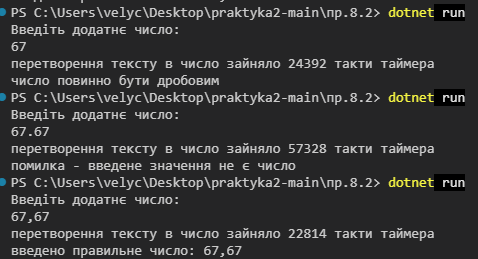 PS C:\Users\velyc\Desktop\praktyka2-main\пр.8.2> dotnet run
Введіть додатнє число:
67
перетворення тексту в число зайняло 24392 такти таймера
число повинно бути дробовим
PS C:\Users\velyc\Desktop\praktyka2-main\пр.8.2> dotnet run
Введіть додатнє число:
67.67
перетворення тексту в число зайняло 57328 такти таймера
помилка - введене значення не є число
PS C:\Users\velyc\Desktop\praktyka2-main\пр.8.2> dotnet run
Введіть додатнє число:
67,67
перетворення тексту в число зайняло 22814 такти таймера
введено правильне число: 67,67